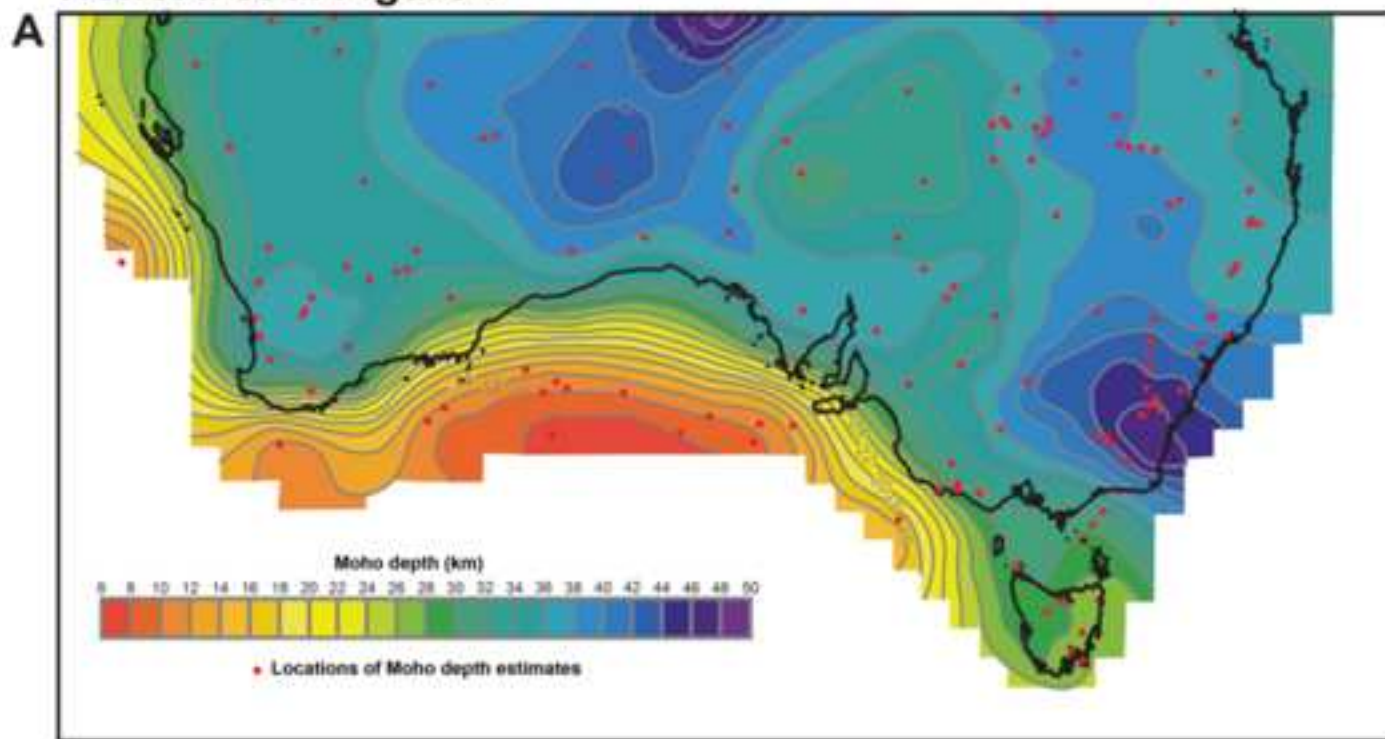 A
Moho depth (km)
6 8 10 12 14 16 18 20 22 24 26 28 30 32 34 36 38 40 42 44 46 48 50
Locations of Moho depth estimates